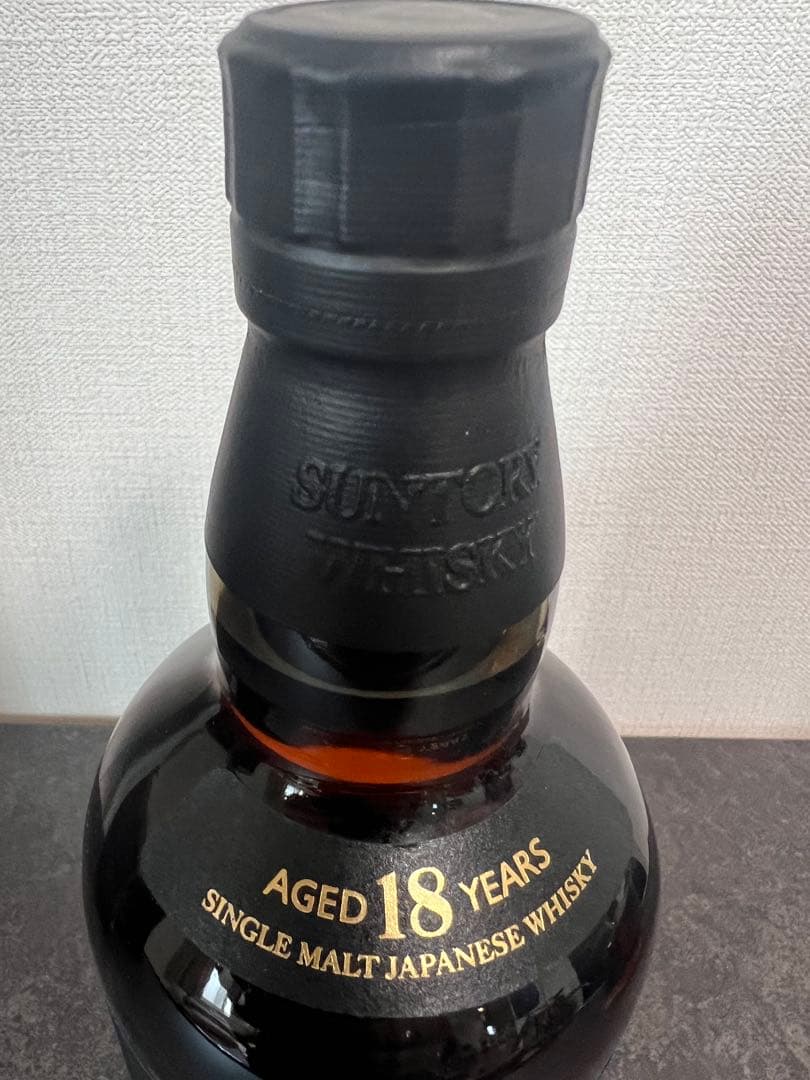 SUNTORY
WHISKY
AGED 18 YEARS
SINGLE MALT JAPANESE WHISKY